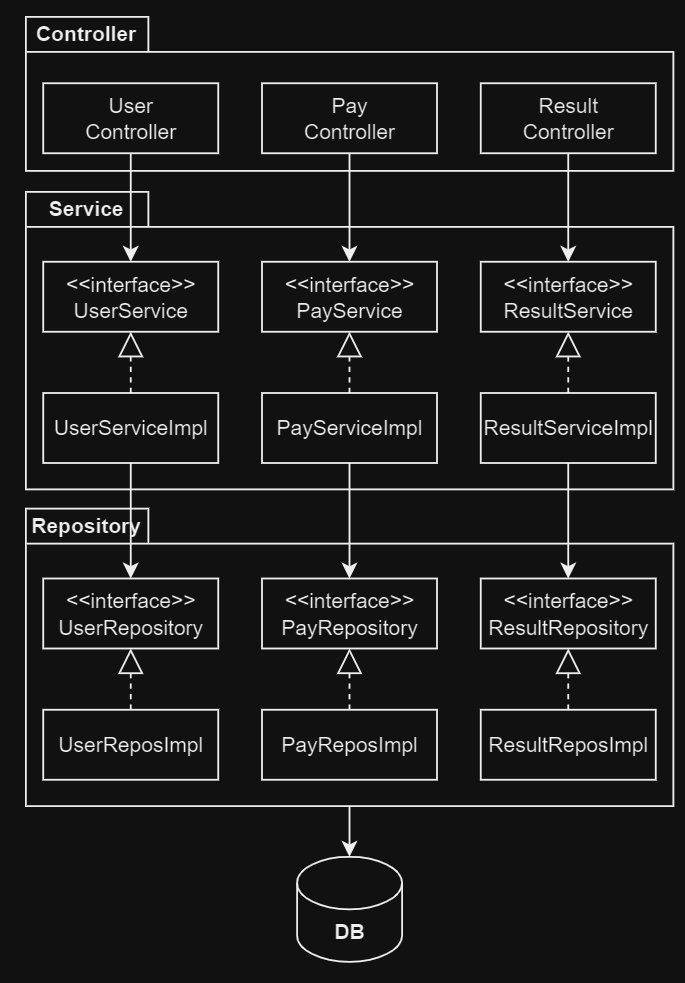 Controller
User
Controller
Pay
Controller
Result
Controller
Service
<<interface>>
UserService
<<interface>>
PayService
<<interface>>
ResultService
UserServiceImpl
PayServiceImpl
ResultServiceImpl
Repository
<<interface>>
UserRepository
<<interface>>
PayRepository
<<interface>>
ResultRepository
UserReposImpl
PayReposImpl
ResultReposImpl
DB